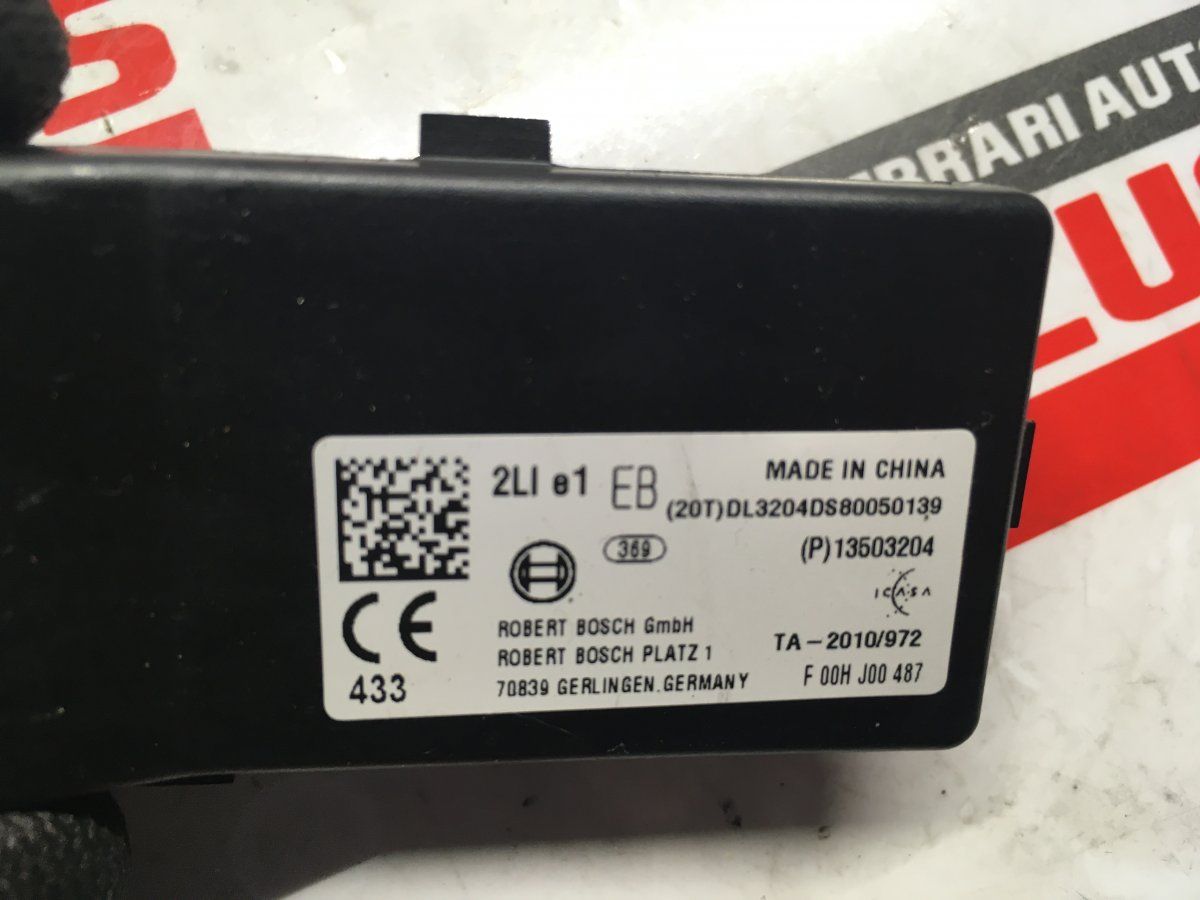 2LI e1 EB
MADE IN CHINA
(20T)DL3204DS80050139
369
(P)13503204
ICASA
CE
433
ROBERT BOSCH GmbH
ROBERT BOSCH PLATZ 1
70839 GERLINGEN.GERMANY
TA-2010/972
F 00H J00 487